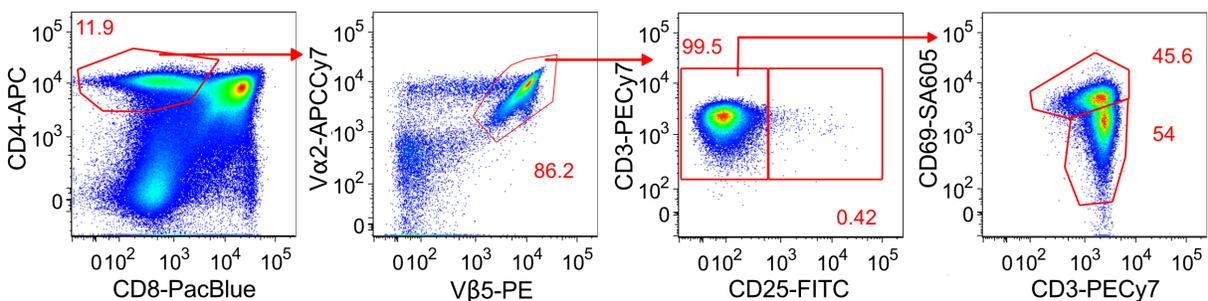 11.9
CD4-APC
10⁵
10⁴
10³
0
0 10² 10³ 10⁴ 10⁵
CD8-PacBlue
Vα2-APCCy7
10⁵
10⁴
10³
10²
0
86.2
0 10² 10³ 10⁴ 10⁵
Vβ5-PE
99.5
CD3-PECy7
10⁵
10⁴
10³
10²
0
0.42
0 10² 10³ 10⁴ 10⁵
CD25-FITC
CD69-SA605
10⁵
10⁴
10³
10²
0
45.6
54
0 10² 10³ 10⁴ 10⁵
CD3-PECy7